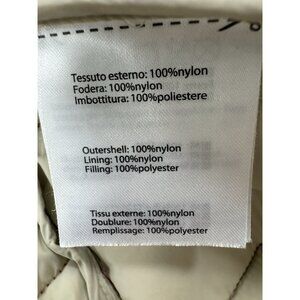 Tessuto esterno: 100%nylon
Fodera: 100%nylon
Imbottitura: 100%poliestere
Outershell: 100%nylon
Lining: 100%nylon
Filling: 100%polyester
Tissu externe: 100%nylon
Doublure: 100%nylon
Remplissage: 100%polyester